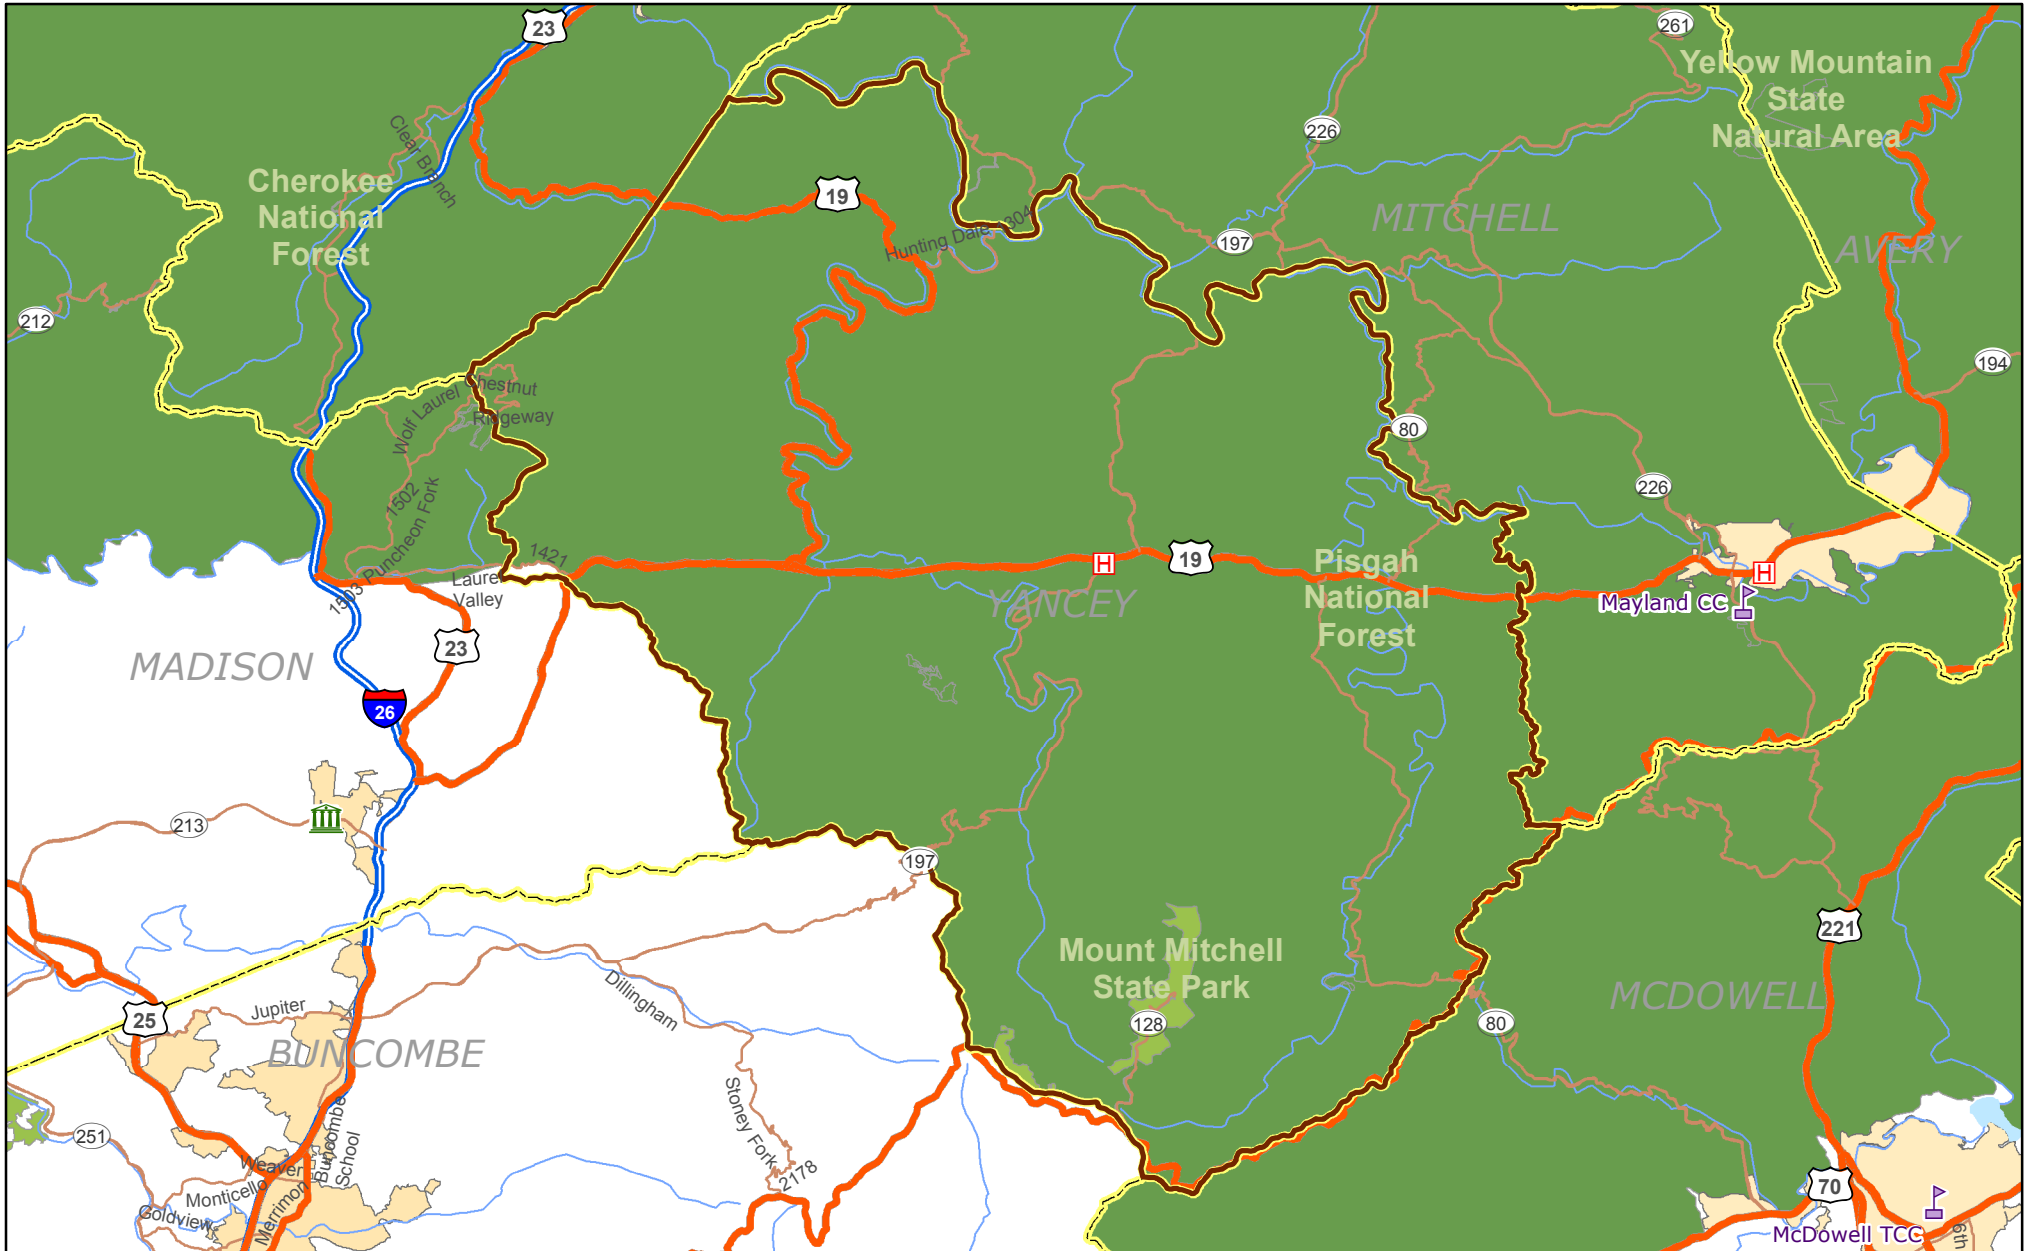 23
261
Yellow Mountain
State
Natural Area
226
Clear Branch
Cherokee
National
Forest
19
MITCHELL
AVERY
Hunting Dale
304
197
212
194
Chestnut
Wolf Laurel
Ridgeway
80
226
1502
Puncheon Fork
1421
H
19
Pisgah
National
Forest
H
Laurel
Valley
1503
YANCEY
Mayland CC
23
MADISON
26
213
197
221
Mount Mitchell
State Park
Dillingham
MCDOWELL
25
Jupiter
128
80
BUNCOMBE
251
Stoney Fork
Buncombe
School
Weaver
2178
Monticello
70
Goldview
Merrimon
McDowell TCC
6th